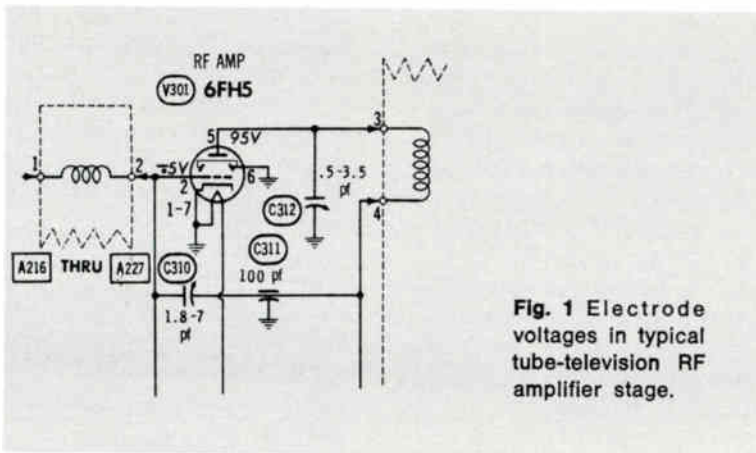 RF AMP
V301 6FH5
5 95V
3
1 2 -.5V 6
2
4
1-7
.5-3.5 pf
C312
C311
A216 THRU A227 C310
100 pf
1.8-7 pf
Fig. 1 Electrode
voltages in typical
tube-television RF
amplifier stage.